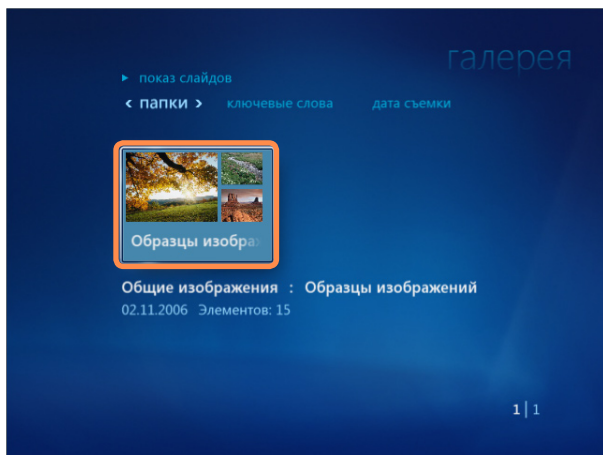 галерея
▸ показ слайдов
‹ папки › ключевые слова дата съемки
Образцы изобра
Общие изображения : Образцы изображений
02.11.2006 Элементов: 15
1 | 1